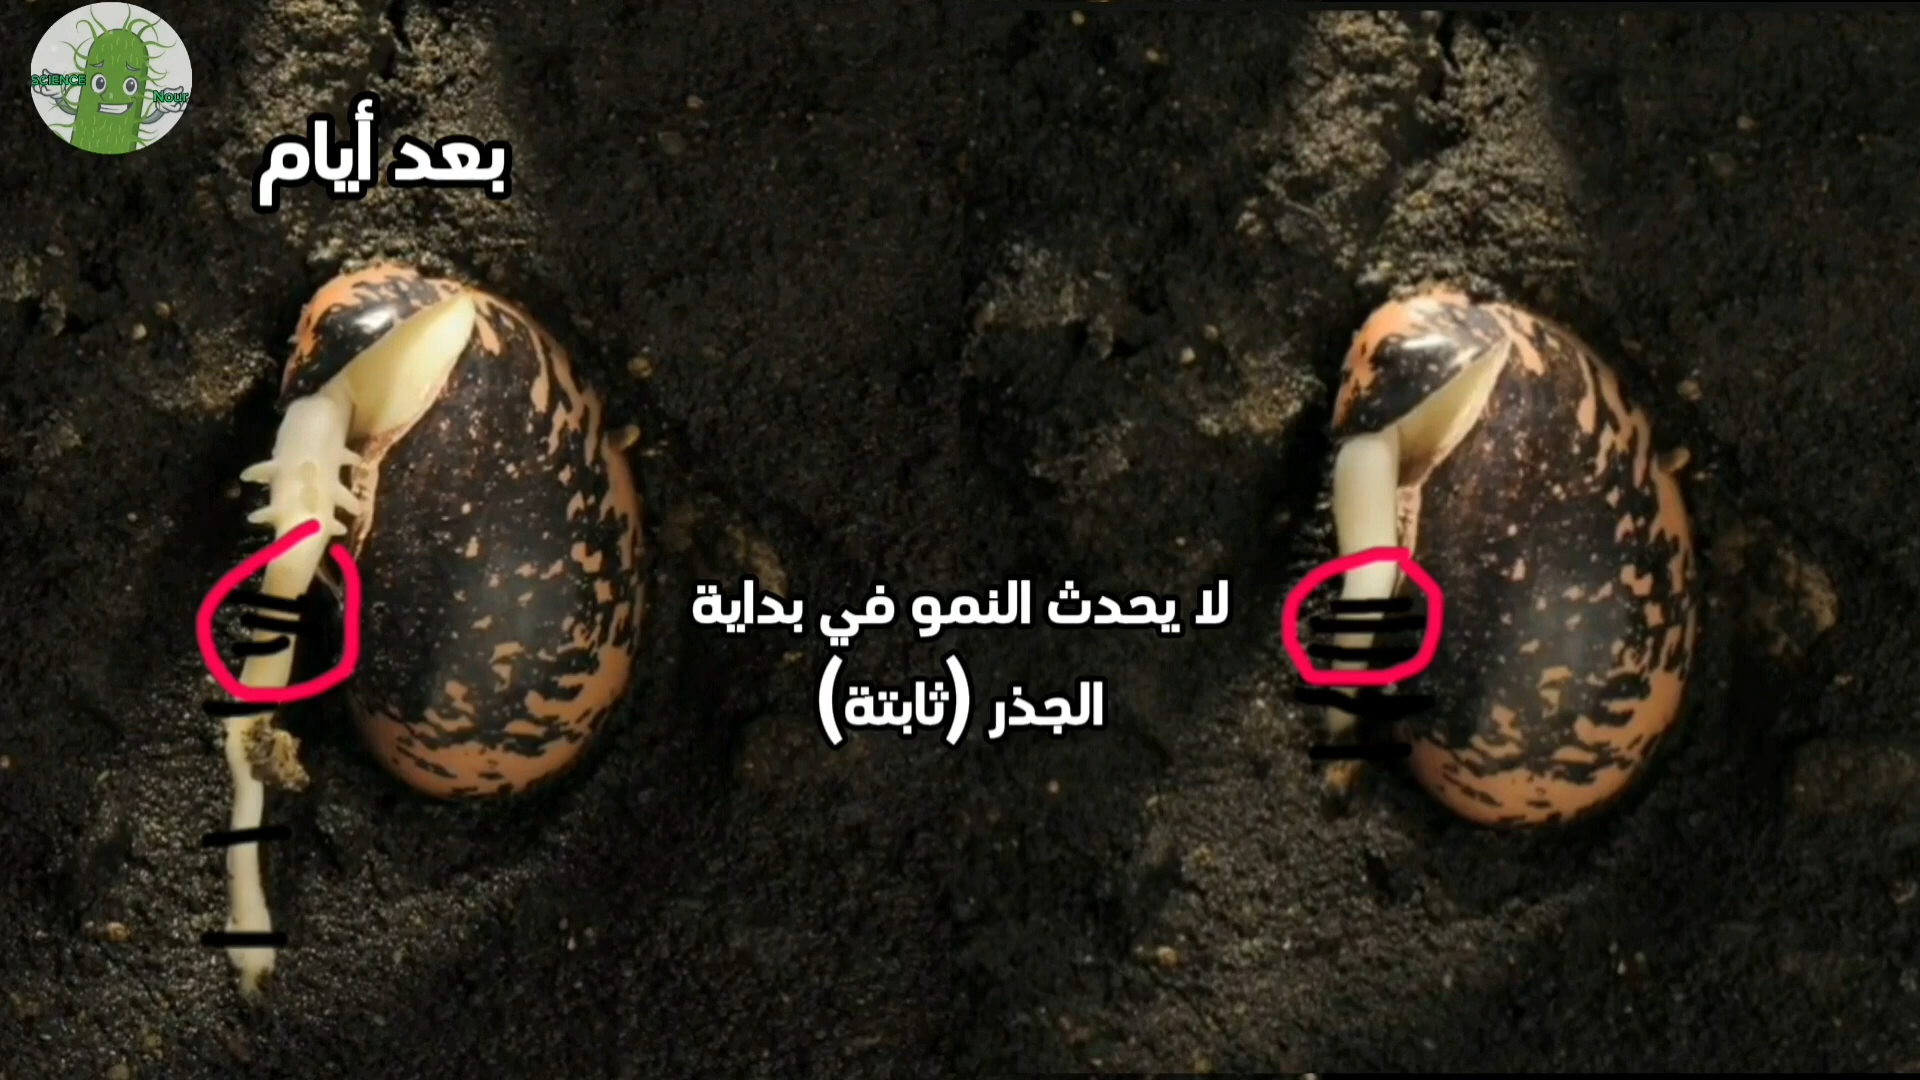 SCIENCE
Nour
بعد أيام
لا يحدث النمو في بداية
الجذر (ثابتة)